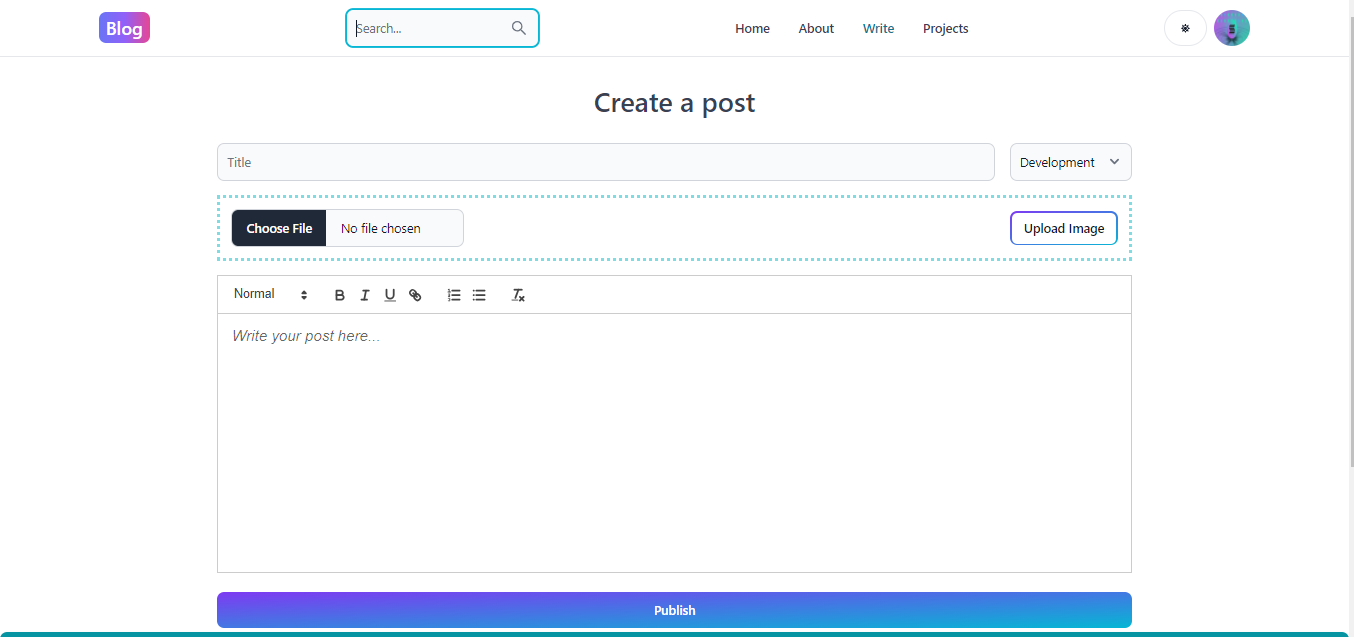 Blog
Search...
Home About Write Projects
Create a post
Title
Development
Choose File No file chosen
Upload Image
Normal B I U
Write your post here...
Publish